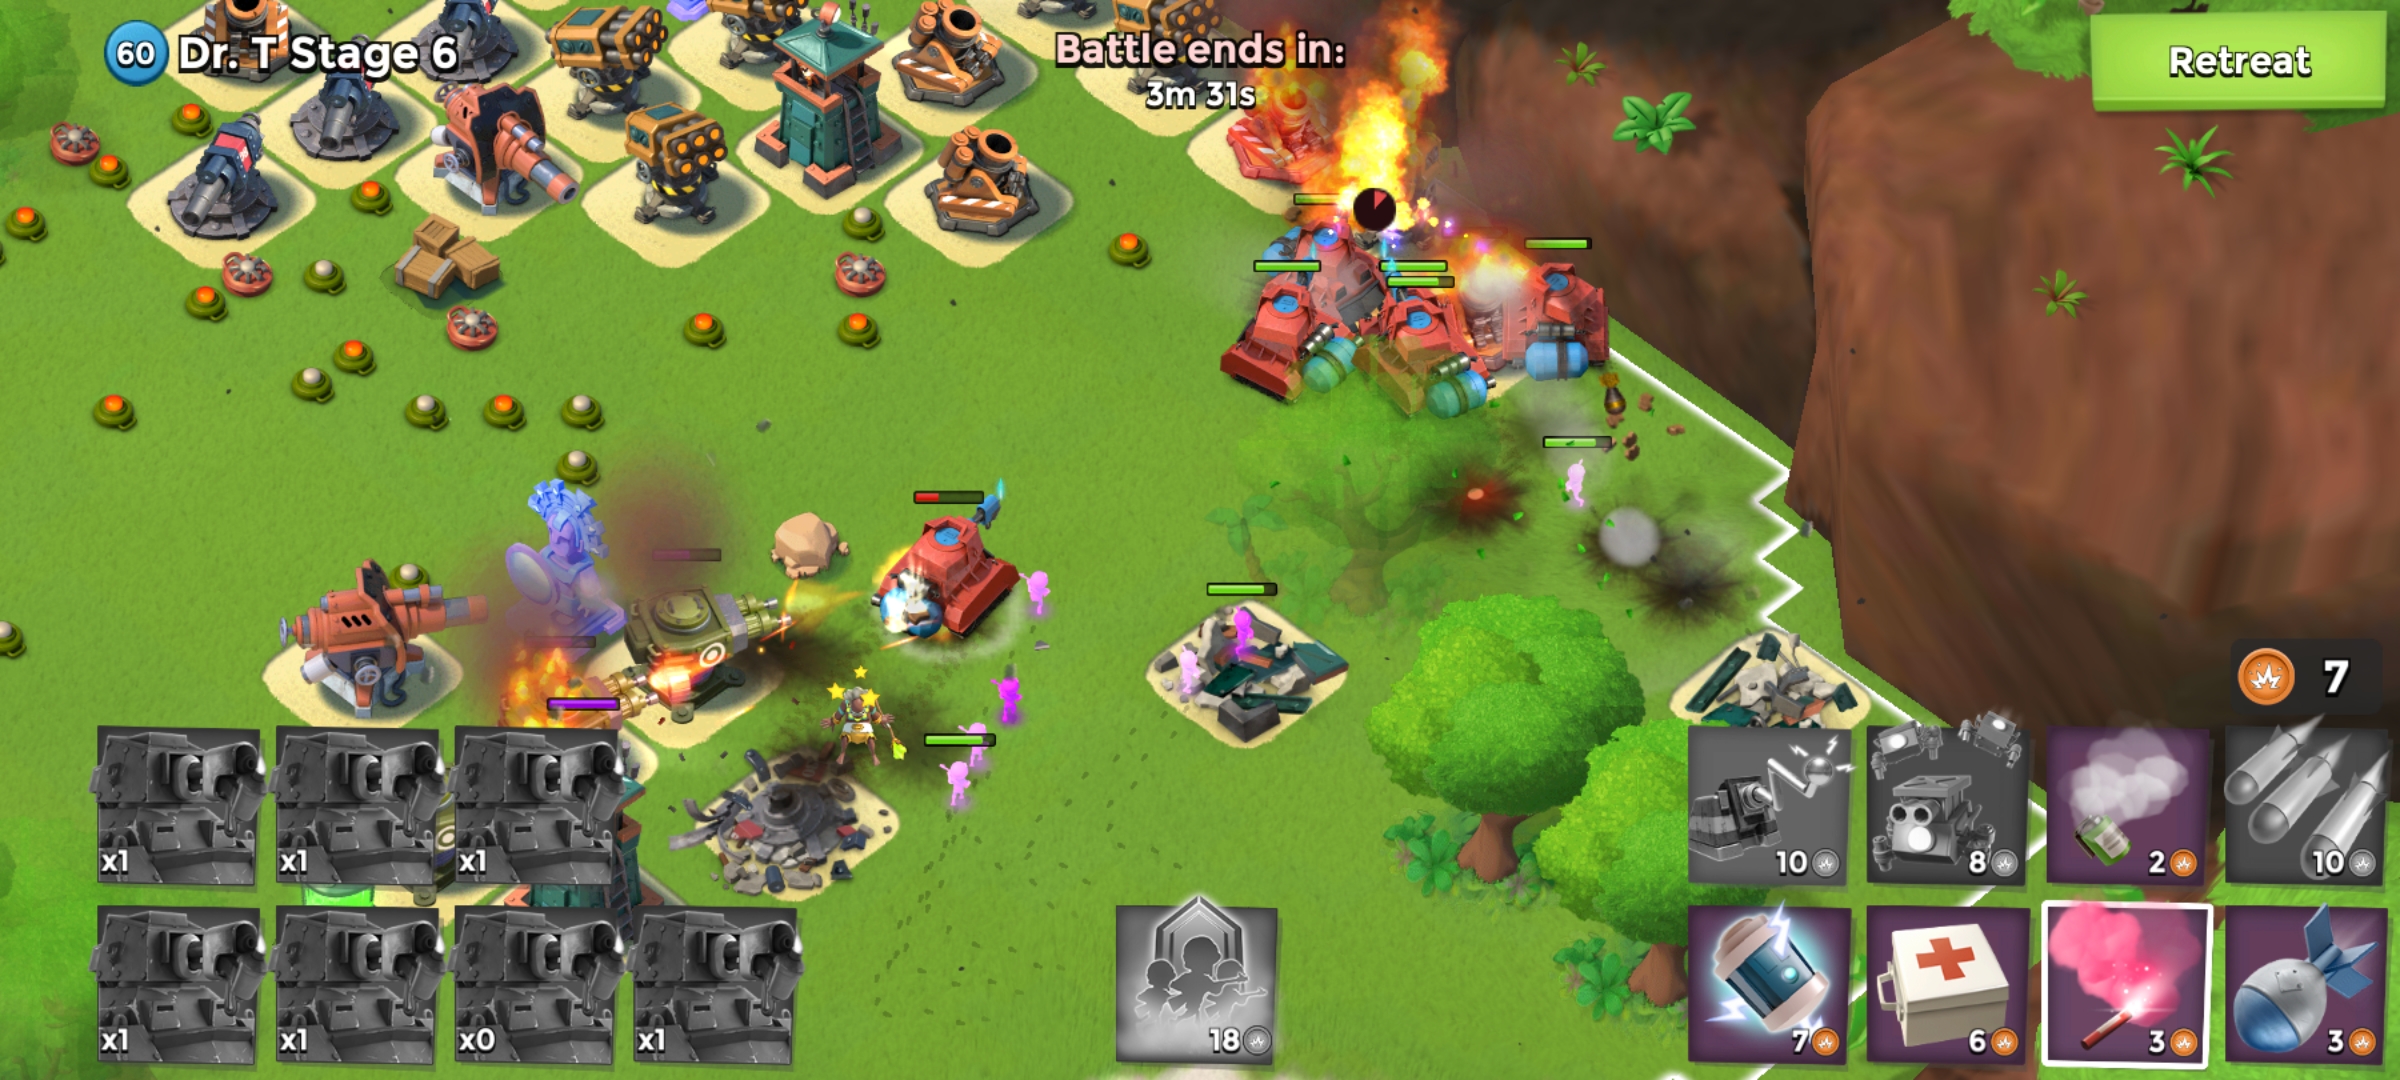 60 Dr. T Stage 6
Battle ends in:
3m 31s
Retreat
7
x1 x1 x1
10 8 2 10
x1 x1 x0 x1
18
7 6 3 3